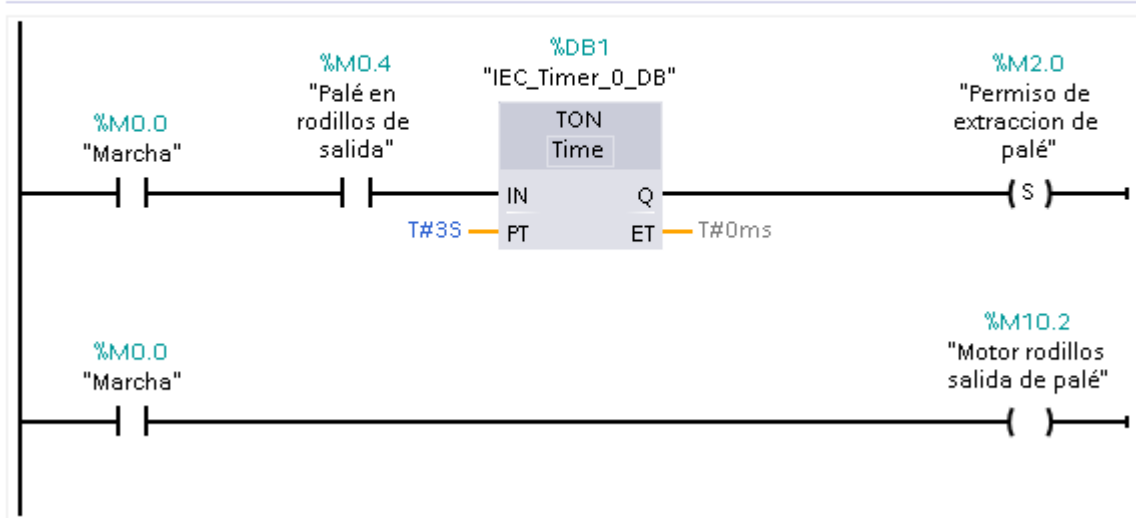 %M0.0
"Marcha"
%M0.4
"Palé en
rodillos de
salida"
%DB1
"IEC_Timer_0_DB"
TON
Time
IN
Q
T#3S
PT
ET
T#0ms
%M2.0
"Permiso de
extraccion de
palé"
S
%M0.0
"Marcha"
%M10.2
"Motor rodillos
salida de palé"